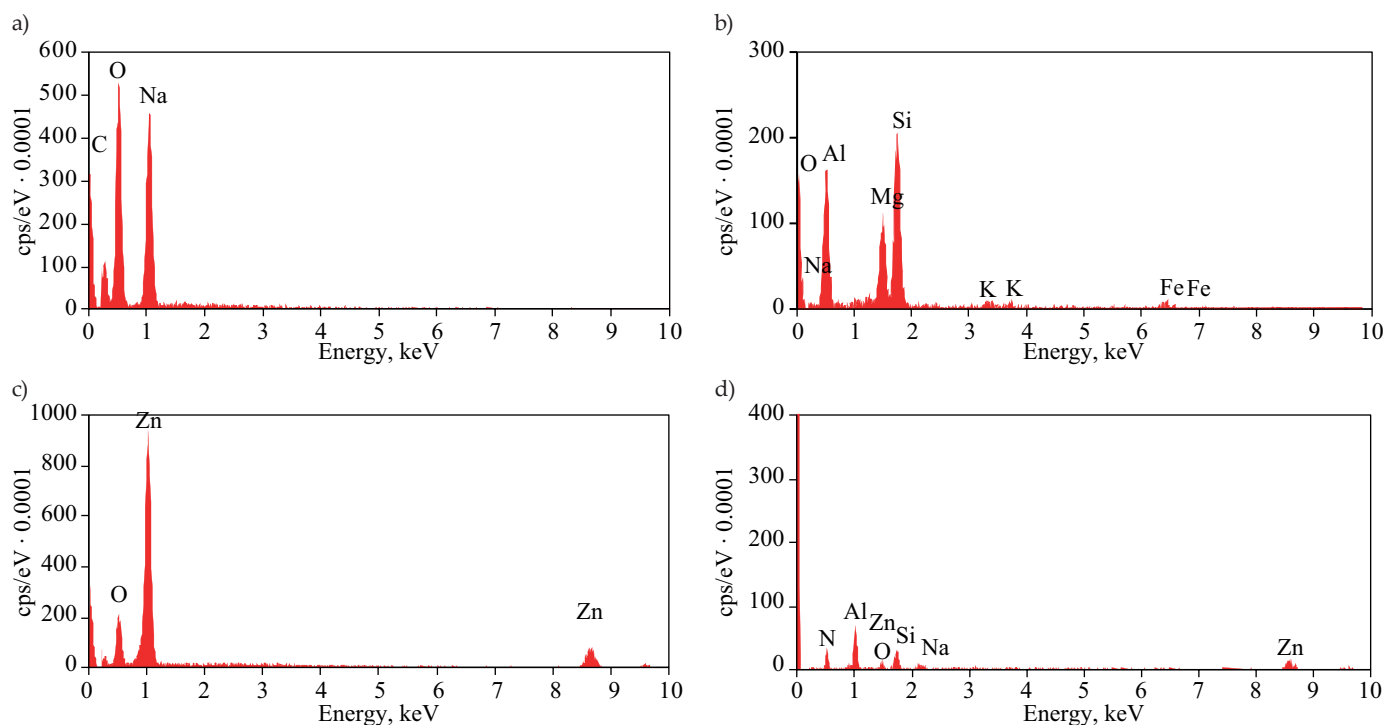 a)
600
500
400
300
200
100
0
cps/eV · 0.0001
C
O
Na
0 1 2 3 4 5 6 7 8 9 10
Energy, keV
b)
300
200
100
0
cps/eV · 0.0001
O
Al
Na
Mg
Si
K
K
Fe
Fe
0 1 2 3 4 5 6 7 8 9 10
Energy, keV
c)
1000
800
600
400
200
0
cps/eV · 0.0001
O
Zn
Zn
0 1 2 3 4 5 6 7 8 9 10
Energy, keV
d)
400
300
200
100
0
cps/eV · 0.0001
N
Al
Zn
O
Si
Na
Zn
0 1 2 3 4 5 6 7 8 9 10
Energy, keV